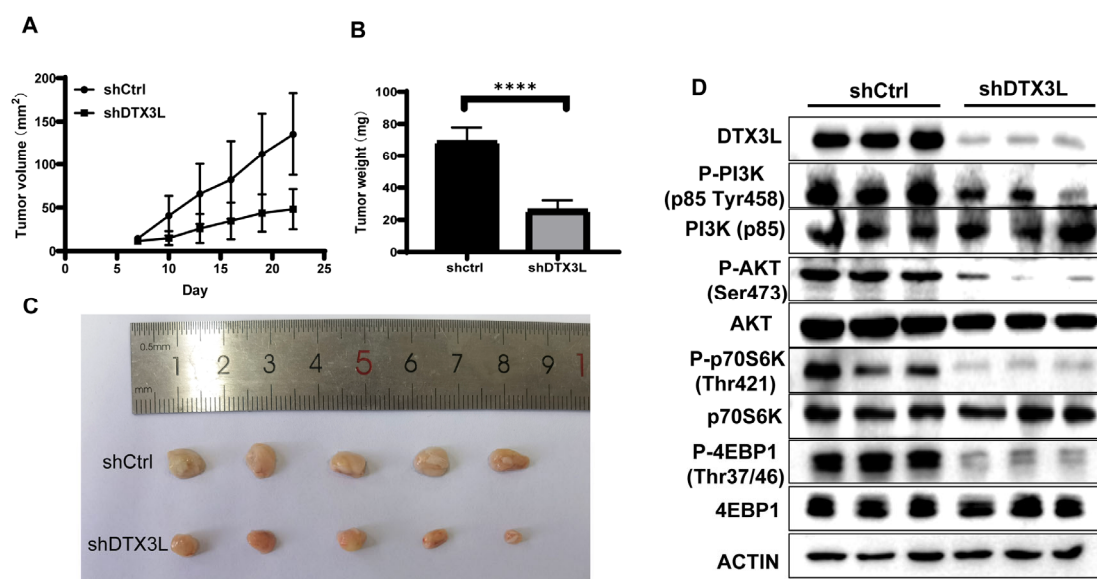 A
Tumor volume (mm²)
200
150
100
50
0
shCtrl
shDTX3L
0 5 10 15 20 25
Day
B
Tumor weight (mg)
100
80
60
40
20
0
****
shctrl shDTX3L
C
0.5mm 1 2 3 4 5 6 7 8 9 1
mm
shCtrl
shDTX3L
D
shCtrl shDTX3L
DTX3L
P-PI3K
(p85 Tyr458)
PI3K (p85)
P-AKT
(Ser473)
AKT
P-p70S6K
(Thr421)
p70S6K
P-4EBP1
(Thr37/46)
4EBP1
ACTIN